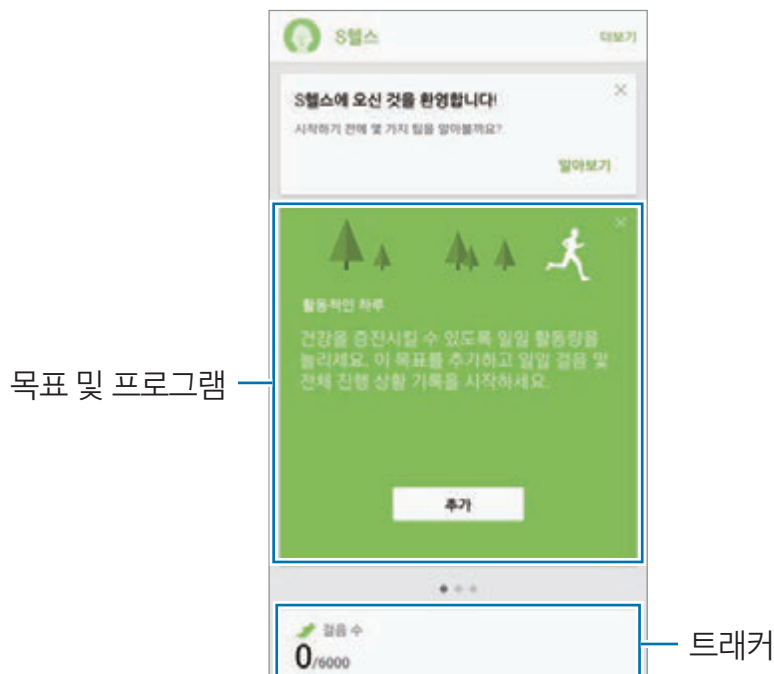 S헬스
더보기
S헬스에 오신 것을 환영합니다!
시작하기 전에 몇 가지 팁을 알아볼까요?
알아보기
활동적인 하루
건강을 증진시킬 수 있도록 일일 활동량을
늘리세요. 이 목표를 추가하고 일일 걸음 및
전체 진행 상황 기록을 시작하세요.
목표 및 프로그램
추가
걸음 수
0/6000
트래커